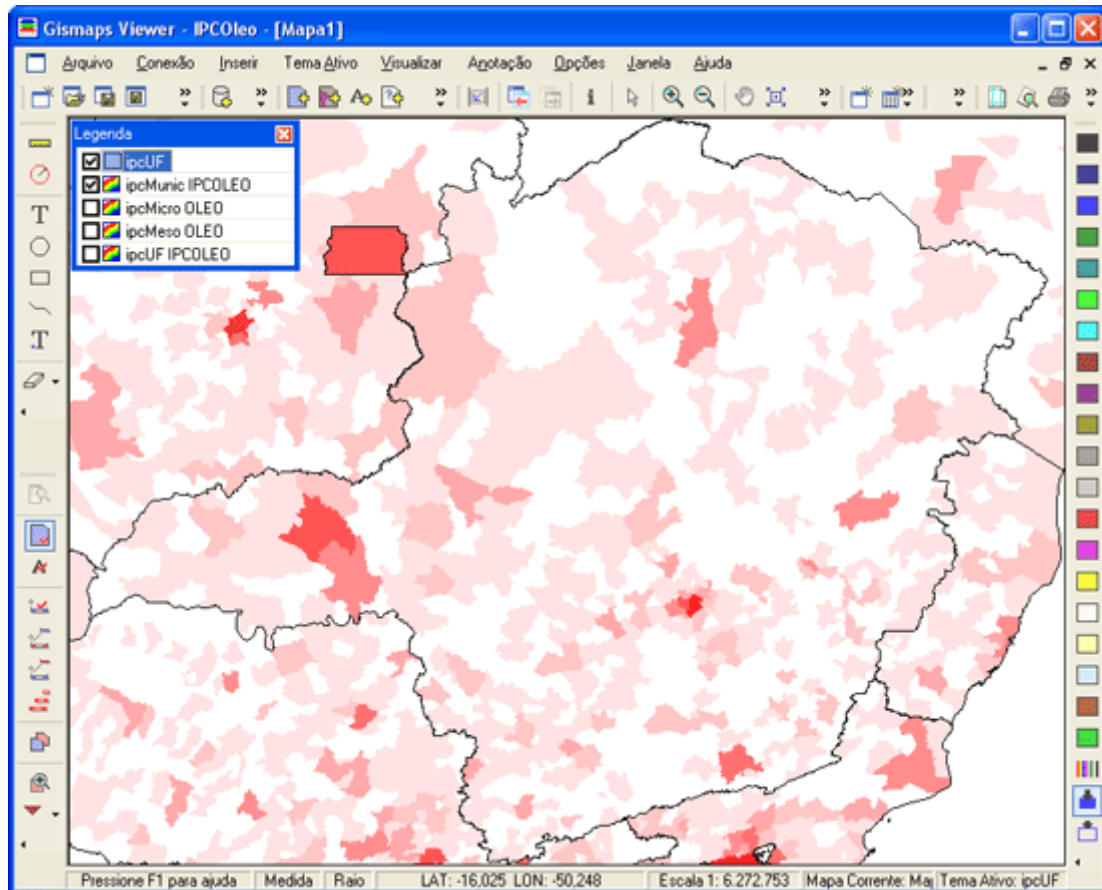 Gismaps Viewer - IPCOleo - [Mapa1]
Arquivo Conexão Inserir Tema Ativo Visualizar Anotação Opções Janela Ajuda
Legenda
ipcUF
ipcMunic IPCOLEO
ipcMicro OLEO
ipcMeso OLEO
ipcUF IPCOLEO
Pressione F1 para ajuda Medida Raio LAT: -16,025 LON: -50,248 Escala 1: 6.272.753 Mapa Corrente: Maj Tema Ativo: ipcUF